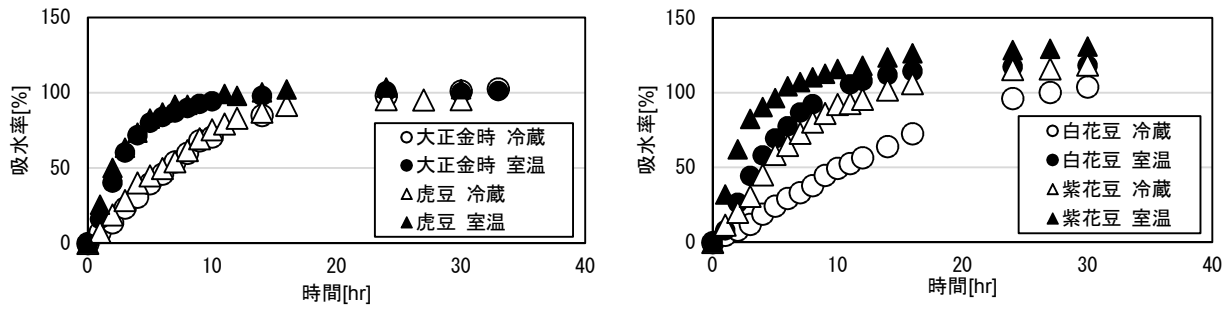 150
100
50
0
吸水率[%]
0
10
20
30
40
時間[hr]
大正金時 冷蔵
大正金時 室温
虎豆 冷蔵
虎豆 室温
150
100
50
0
吸水率[%]
0
10
20
30
40
時間[hr]
白花豆 冷蔵
白花豆 室温
紫花豆 冷蔵
紫花豆 室温